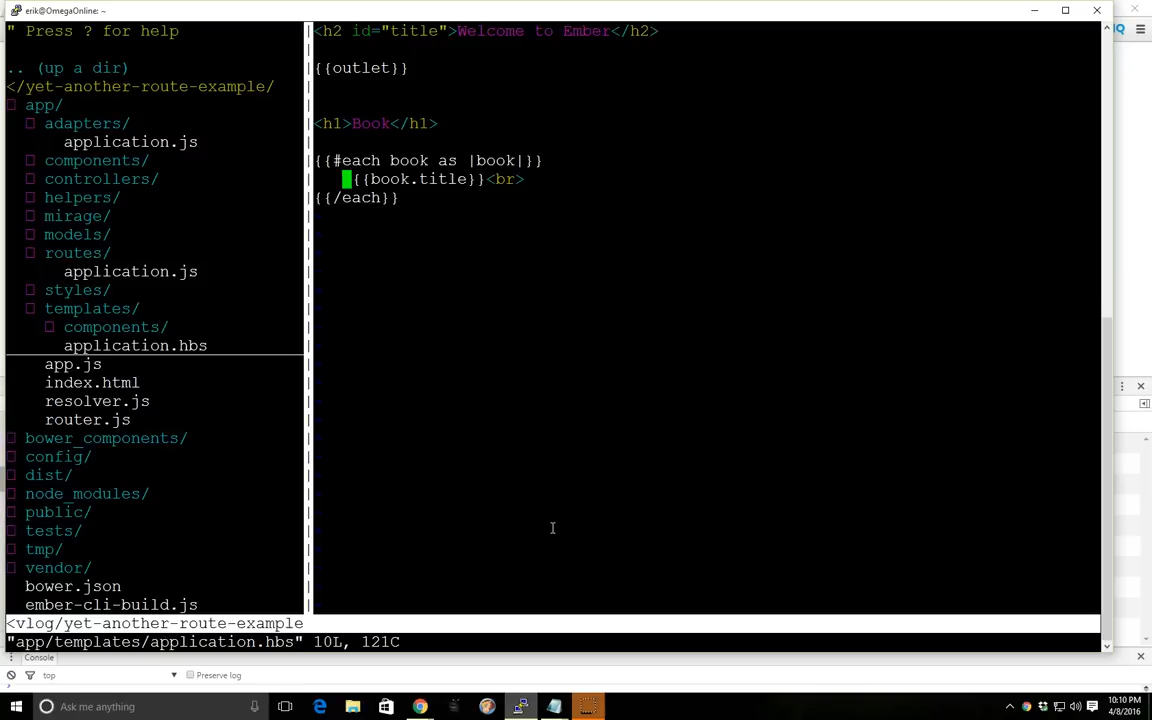 erik@OmegaOnline: ~
" Press ? for help
.. (up a dir)
</yet-another-route-example/
app/
adapters/
application.js
components/
controllers/
helpers/
mirage/
models/
routes/
application.js
styles/
templates/
components/
application.hbs
app.js
index.html
resolver.js
router.js
bower_components/
config/
dist/
node_modules/
public/
tests/
tmp/
vendor/
bower.json
ember-cli-build.js
<h2 id="title">Welcome to Ember</h2>
{{outlet}}
<h1>Book</h1>
{{#each book as |book|}}
{{book.title}}<br>
{{/each}}
<vlog/yet-another-route-example
"app/templates/application.hbs" 10L, 121C
Console
top
Preserve log
Ask me anything
10:10 PM
4/8/2016